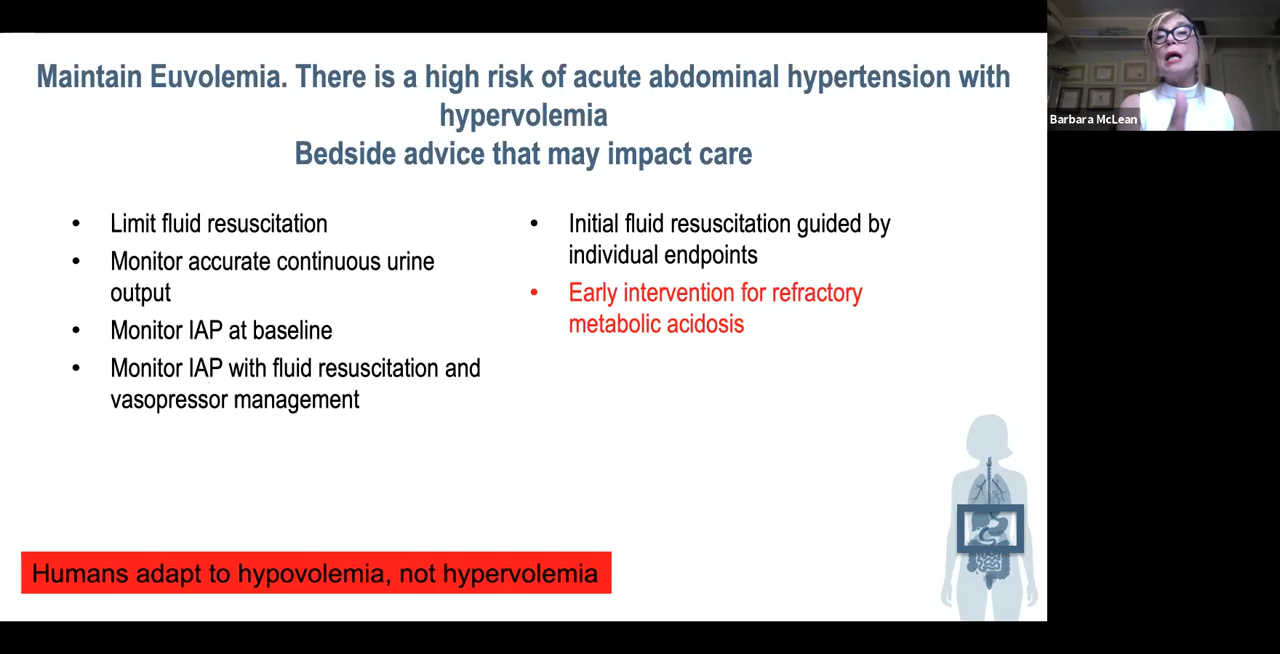 Maintain Euvolemia. There is a high risk of acute abdominal hypertension with
hypervolemia
Bedside advice that may impact care
• Limit fluid resuscitation
• Monitor accurate continuous urine
output
• Monitor IAP at baseline
• Monitor IAP with fluid resuscitation and
vasopressor management
• Initial fluid resuscitation guided by
individual endpoints
• Early intervention for refractory
metabolic acidosis
Humans adapt to hypovolemia, not hypervolemia
Barbara McLean